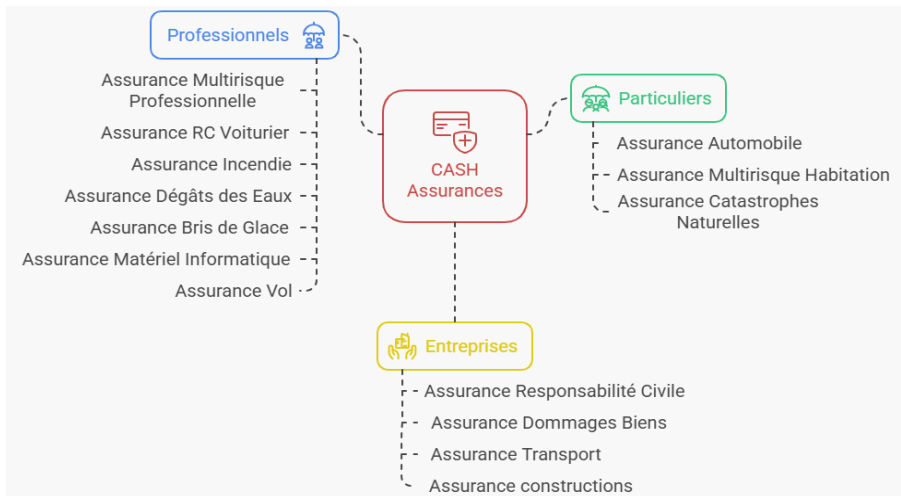 Professionnels
Assurance Multirisque
Professionnelle
Assurance RC Voiturier
Assurance Incendie
Assurance Dégâts des Eaux
Assurance Bris de Glace
Assurance Matériel Informatique
Assurance Vol
CASH
Assurances
Particuliers
Assurance Automobile
Assurance Multirisque Habitation
Assurance Catastrophes
Naturelles
Entreprises
Assurance Responsabilité Civile
Assurance Dommages Biens
Assurance Transport
Assurance constructions